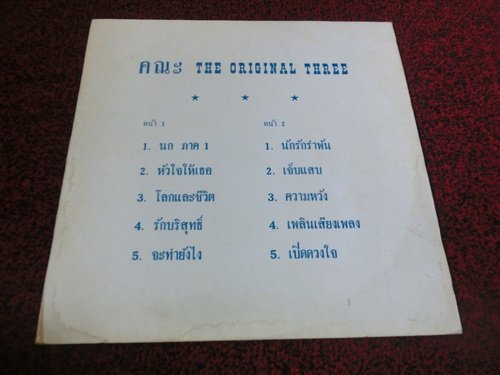 คณะ THE ORIGINAL THREE
หน้า 1
1. นก ภาค 1
2. หัวใจให้เธอ
3. โลกและชีวิต
4. รักบริสุทธิ์
5. จะทำยังไง
หน้า 2
1. นักรักรำพัน
2. เจ็บแสบ
3. ความหวัง
4. เพลินเสียงเพลง
5. เปิดดวงใจ